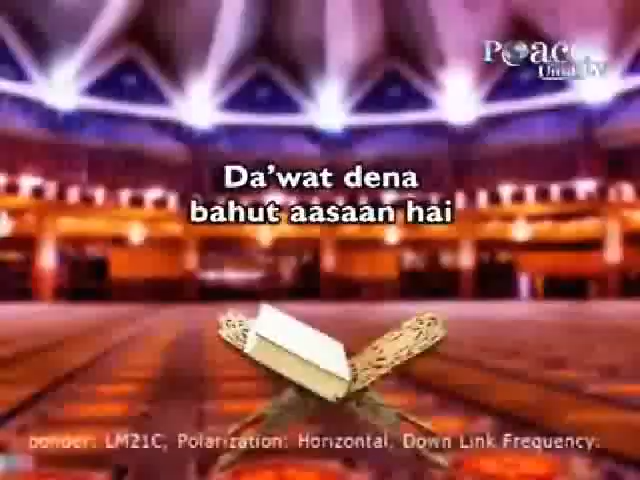 Peace
Urdu TV
Da'wat dena
bahut aasaan hai
ponder: LM21C, Polarization: Horizontal, Down Link Frequency: